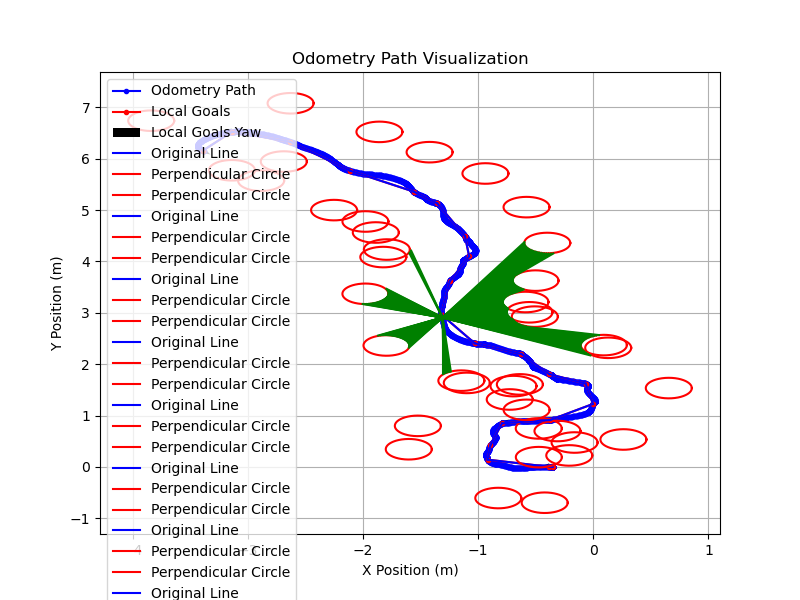 Odometry Path Visualization
Y Position (m)
7
6
5
4
3
2
1
0
−1
Odometry Path
Local Goals
Local Goals Yaw
Original Line
Perpendicular Circle
Perpendicular Circle
Original Line
Perpendicular Circle
Perpendicular Circle
Original Line
Perpendicular Circle
Perpendicular Circle
Original Line
Perpendicular Circle
Perpendicular Circle
Original Line
Perpendicular Circle
Perpendicular Circle
Original Line
Perpendicular Circle
Perpendicular Circle
Original Line
Perpendicular Circle
Perpendicular Circle
Original Line
−4 −3 −2 −1 0 1
X Position (m)